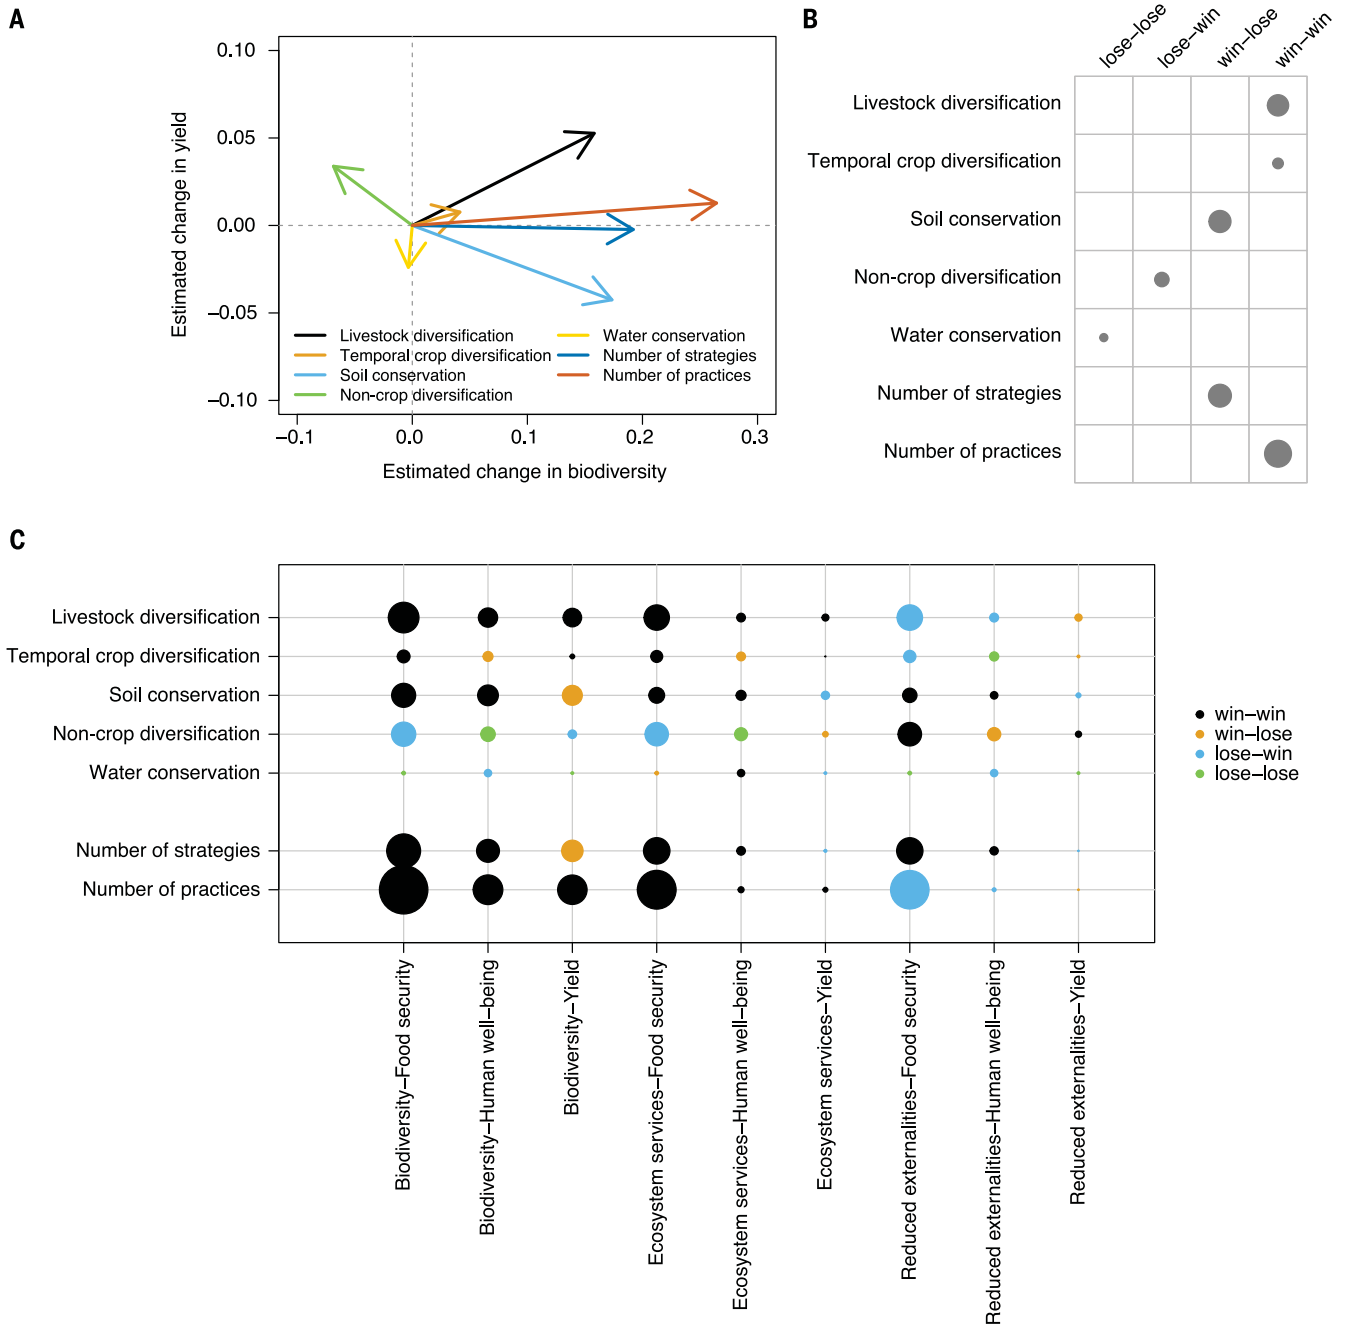 A
0.10
0.05
0.00
−0.05
−0.10
Estimated change in yield
Livestock diversification
Temporal crop diversification
Soil conservation
Non−crop diversification
Water conservation
Number of strategies
Number of practices
−0.1
0.0
0.1
0.2
0.3
Estimated change in biodiversity
B
lose−lose
lose−win
win−lose
win−win
Livestock diversification
Temporal crop diversification
Soil conservation
Non−crop diversification
Water conservation
Number of strategies
Number of practices
C
Livestock diversification
Temporal crop diversification
Soil conservation
Non−crop diversification
Water conservation
Number of strategies
Number of practices
win−win
win−lose
lose−win
lose−lose
Biodiversity−Food security
Biodiversity−Human well−being
Biodiversity−Yield
Ecosystem services−Food security
Ecosystem services−Human well−being
Ecosystem services−Yield
Reduced externalities−Food security
Reduced externalities−Human well−being
Reduced externalities−Yield